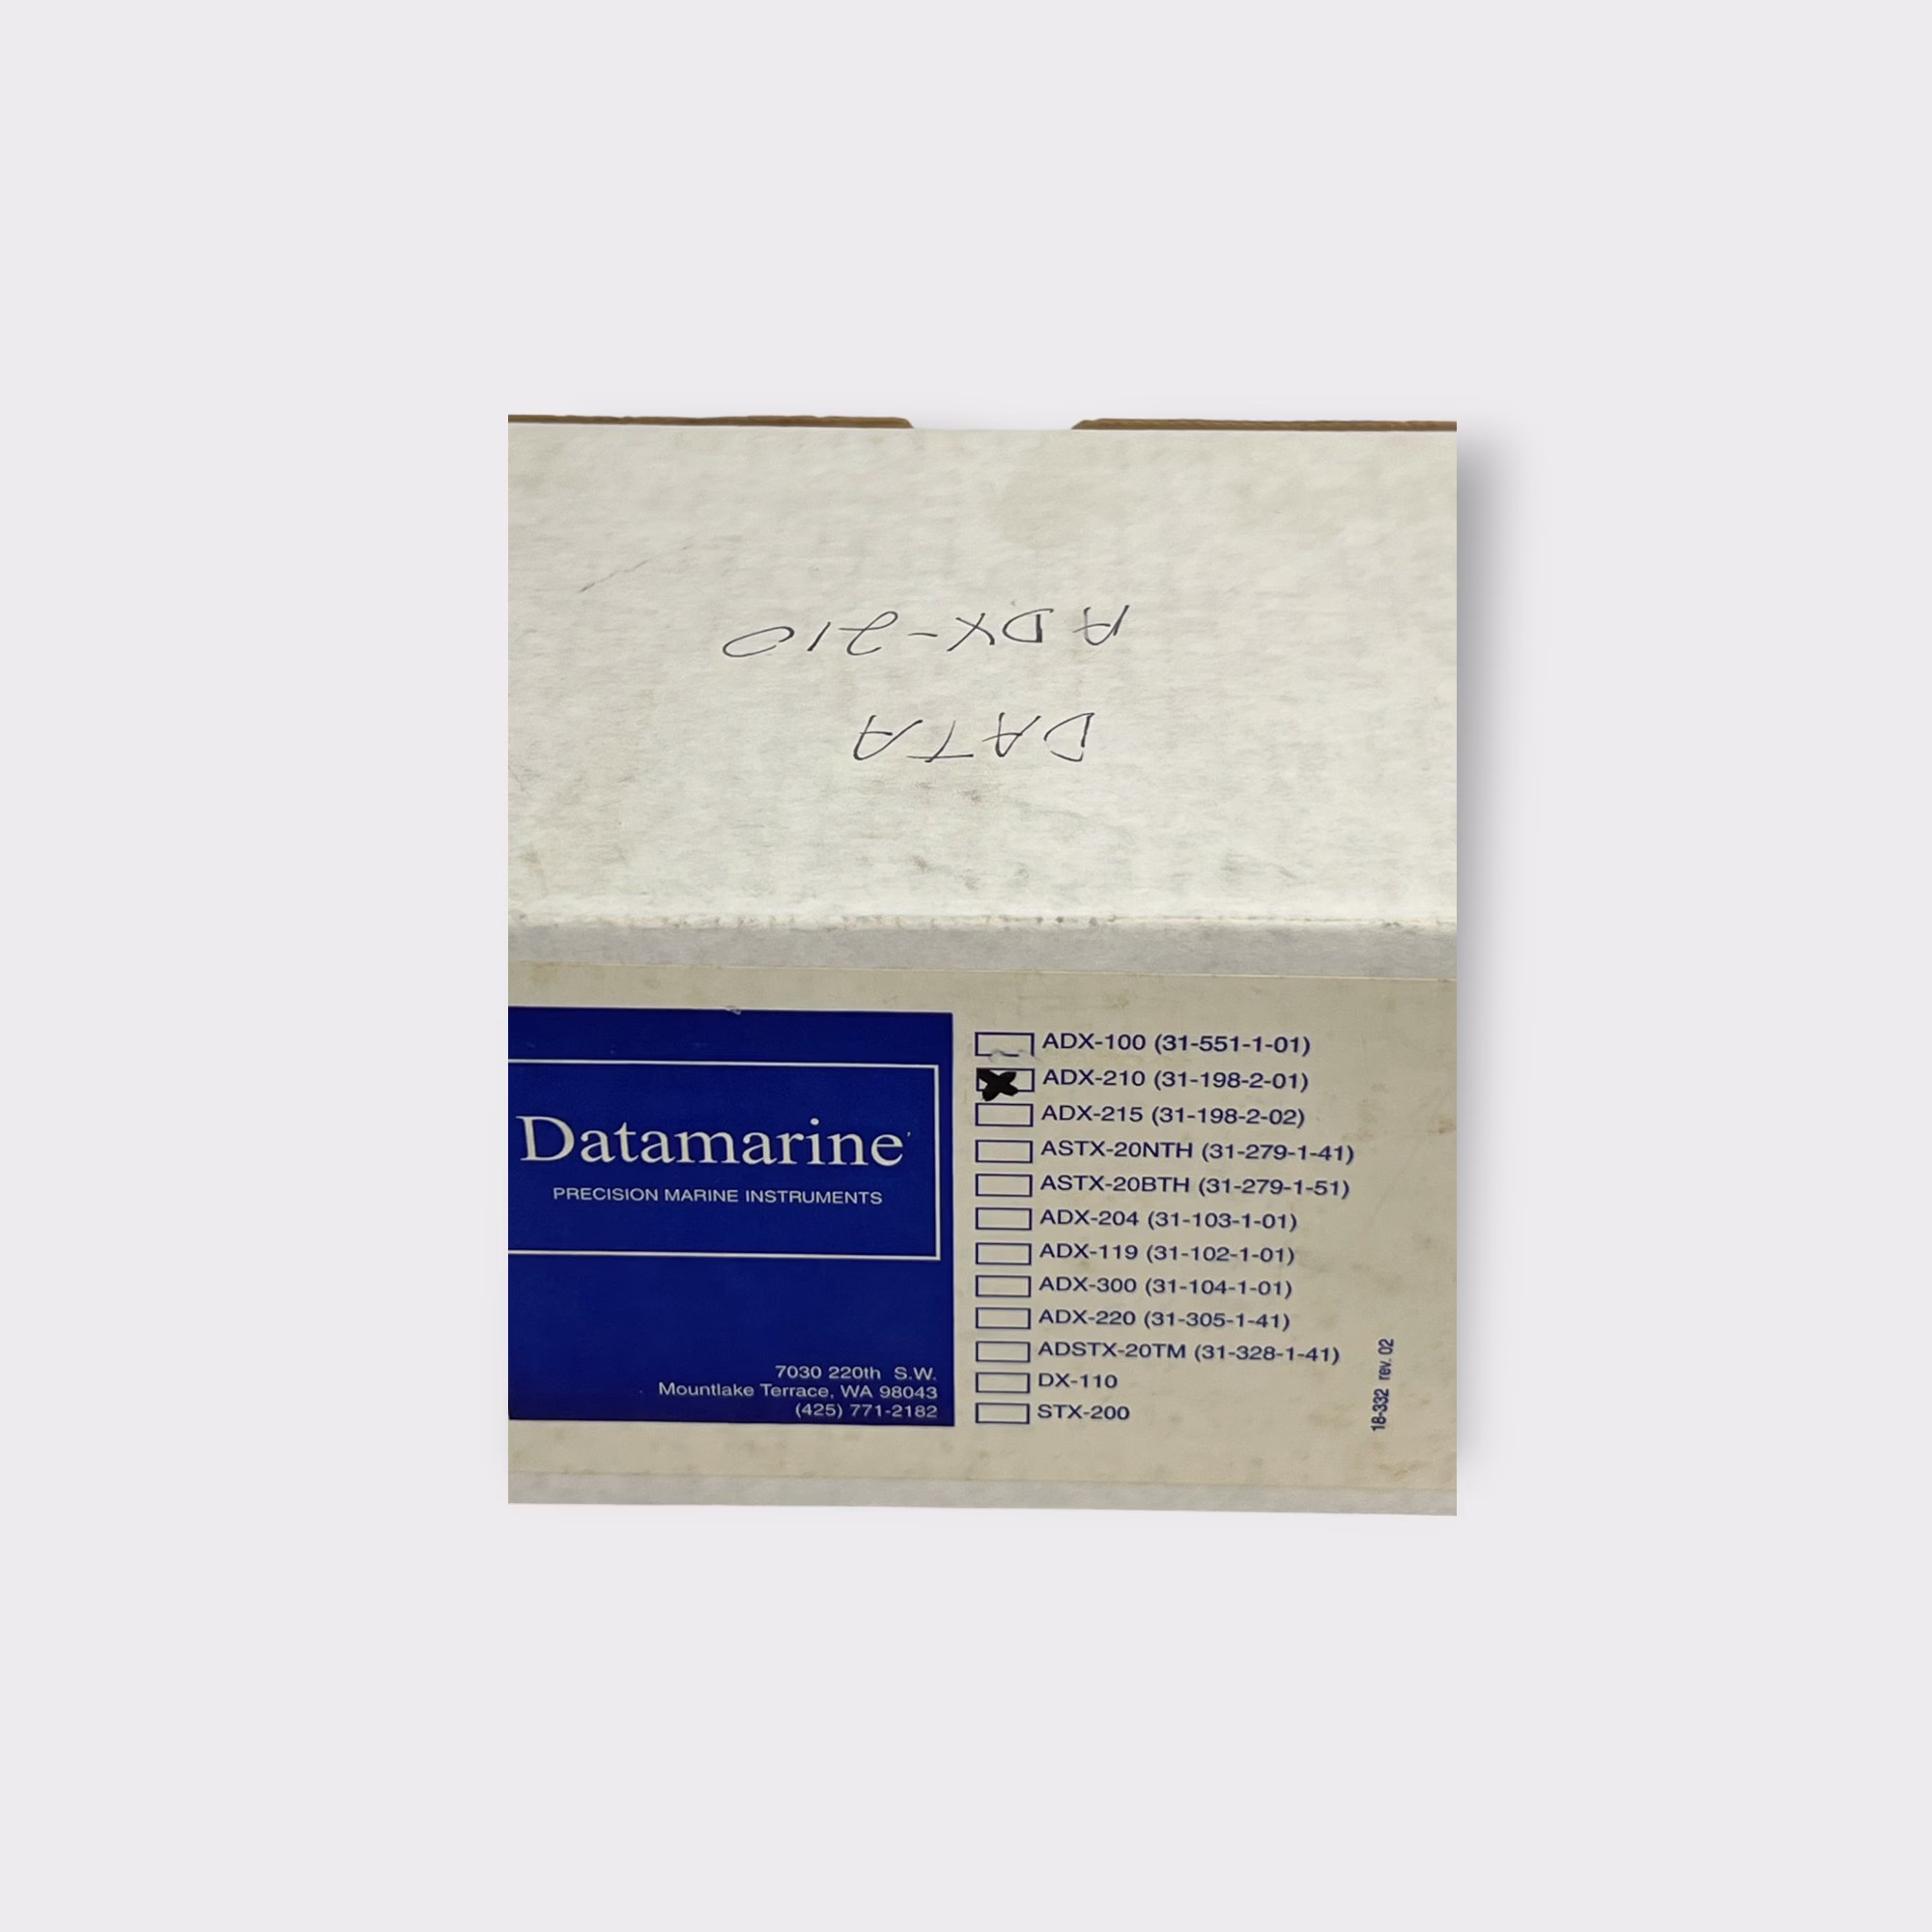 DATA
ADX-210
Datamarine
PRECISION MARINE INSTRUMENTS
7030 220th S.W.
Mountlake Terrace, WA 98043
(425) 771-2182
ADX-100 (31-551-1-01)
ADX-210 (31-198-2-01)
ADX-215 (31-198-2-02)
ASTX-20NTH (31-279-1-41)
ASTX-20BTH (31-279-1-51)
ADX-204 (31-103-1-01)
ADX-119 (31-102-1-01)
ADX-300 (31-104-1-01)
ADX-220 (31-305-1-41)
ADSTX-20TM (31-328-1-41)
DX-110
STX-200
18-332 rev. 02